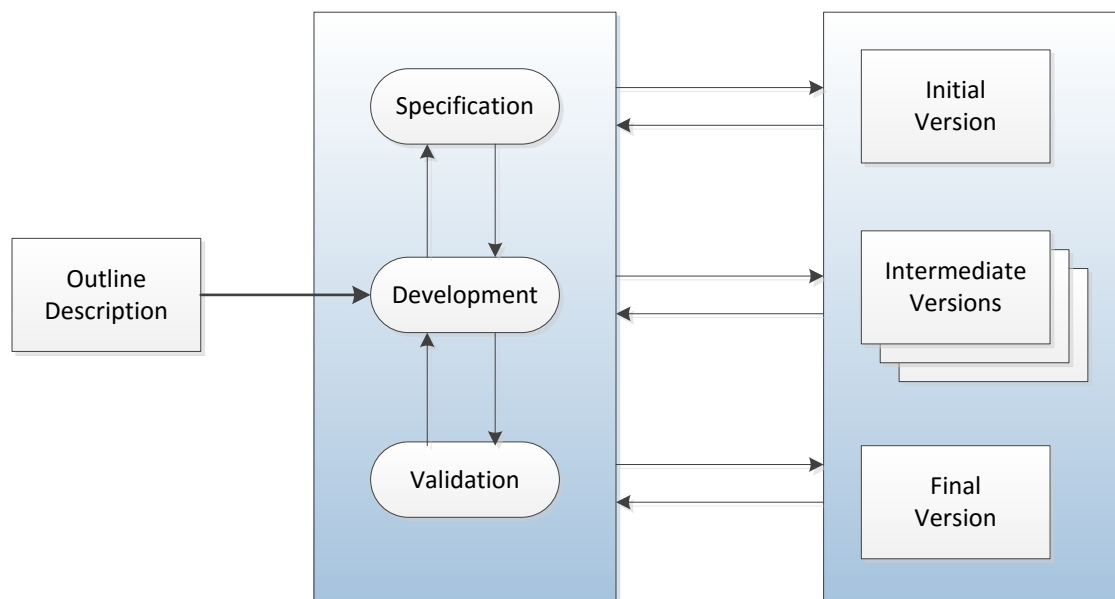 Outline
Description
Specification
Development
Validation
Initial
Version
Intermediate
Versions
Final
Version